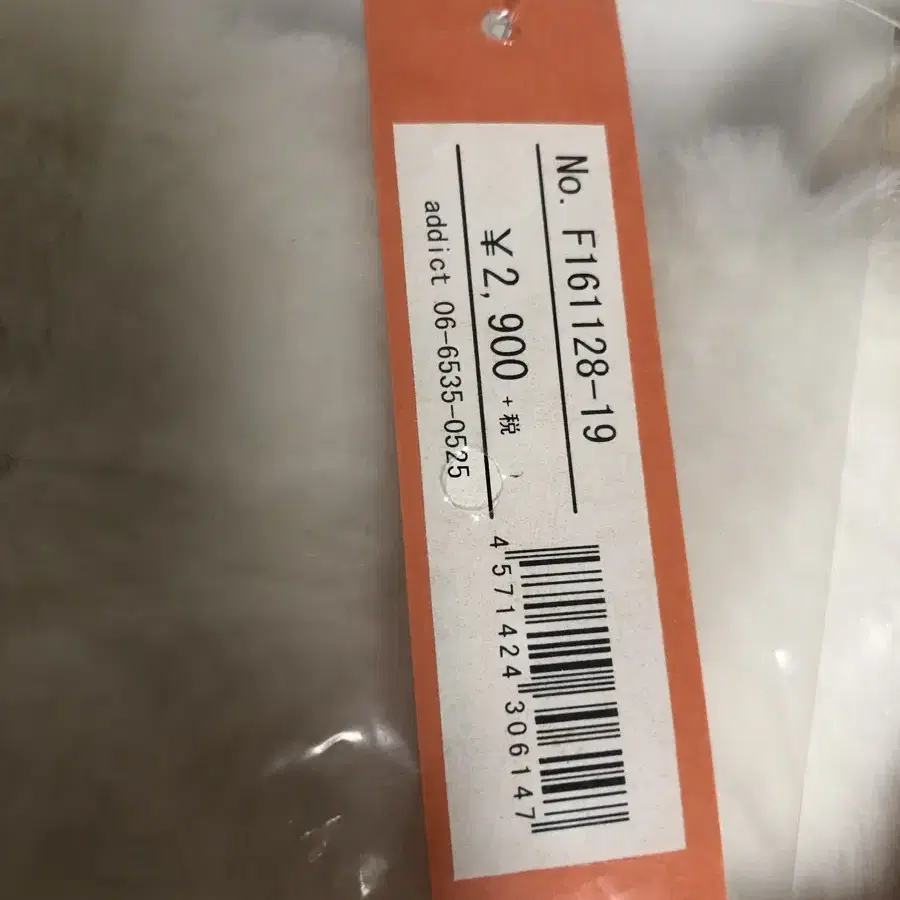 No. F161128-19
¥2,900 +税
addict 06-6535-0525
4 571424 306147